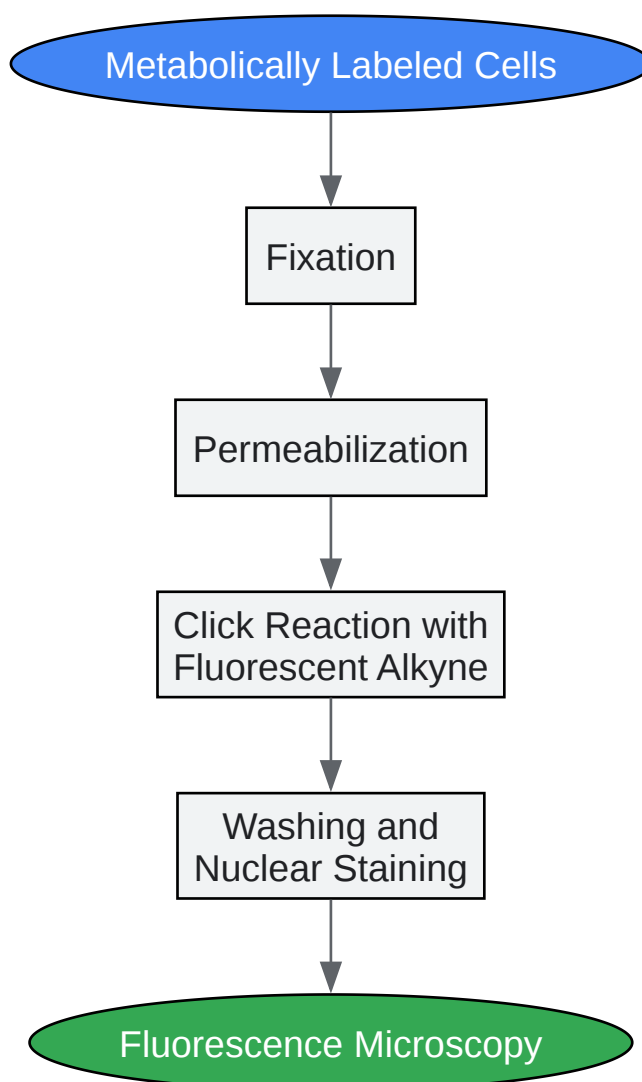 Metabolically Labeled Cells
Fixation
Permeabilization
Click Reaction with
Fluorescent Alkyne
Washing and
Nuclear Staining
Fluorescence Microscopy